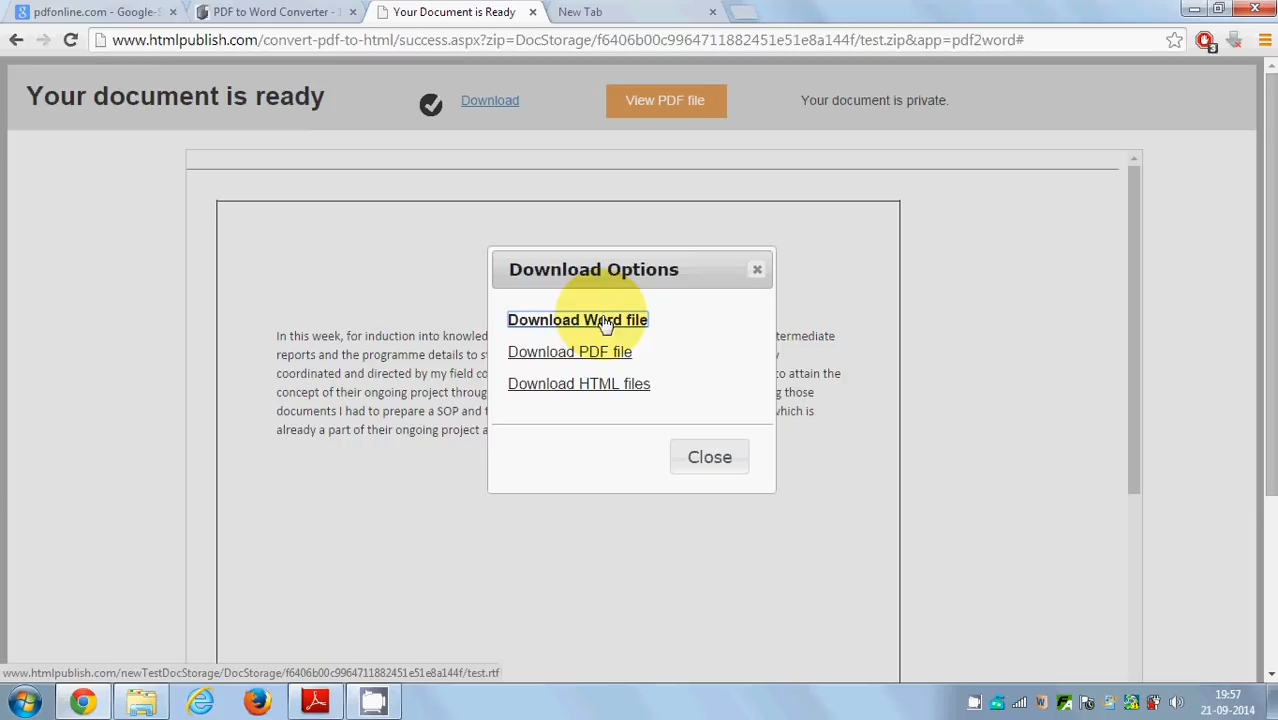 pdfonline.com - Google-S
PDF to Word Converter - 1
Your Document is Ready
New Tab
www.htmlpublish.com/convert-pdf-to-html/success.aspx?zip=DocStorage/f6406b00c9964711882451e51e8a144f/test.zip&app=pdf2word#
3
Your document is ready
Download
View PDF file
Your document is private.
Download Options
Download Word file
Download PDF file
Download HTML files
Close
In this week, for induction into knowled
termediate
reports and the programme details to st
coordinated and directed by my field co
to attain the
concept of their ongoing project throug
ng those
documents I had to prepare a SOP and t
which is
already a part of their ongoing project a
www.htmlpublish.com/newTestDocStorage/DocStorage/f6406b00c9964711882451e51e8a144f/test.rtf
19:57
21-09-2014